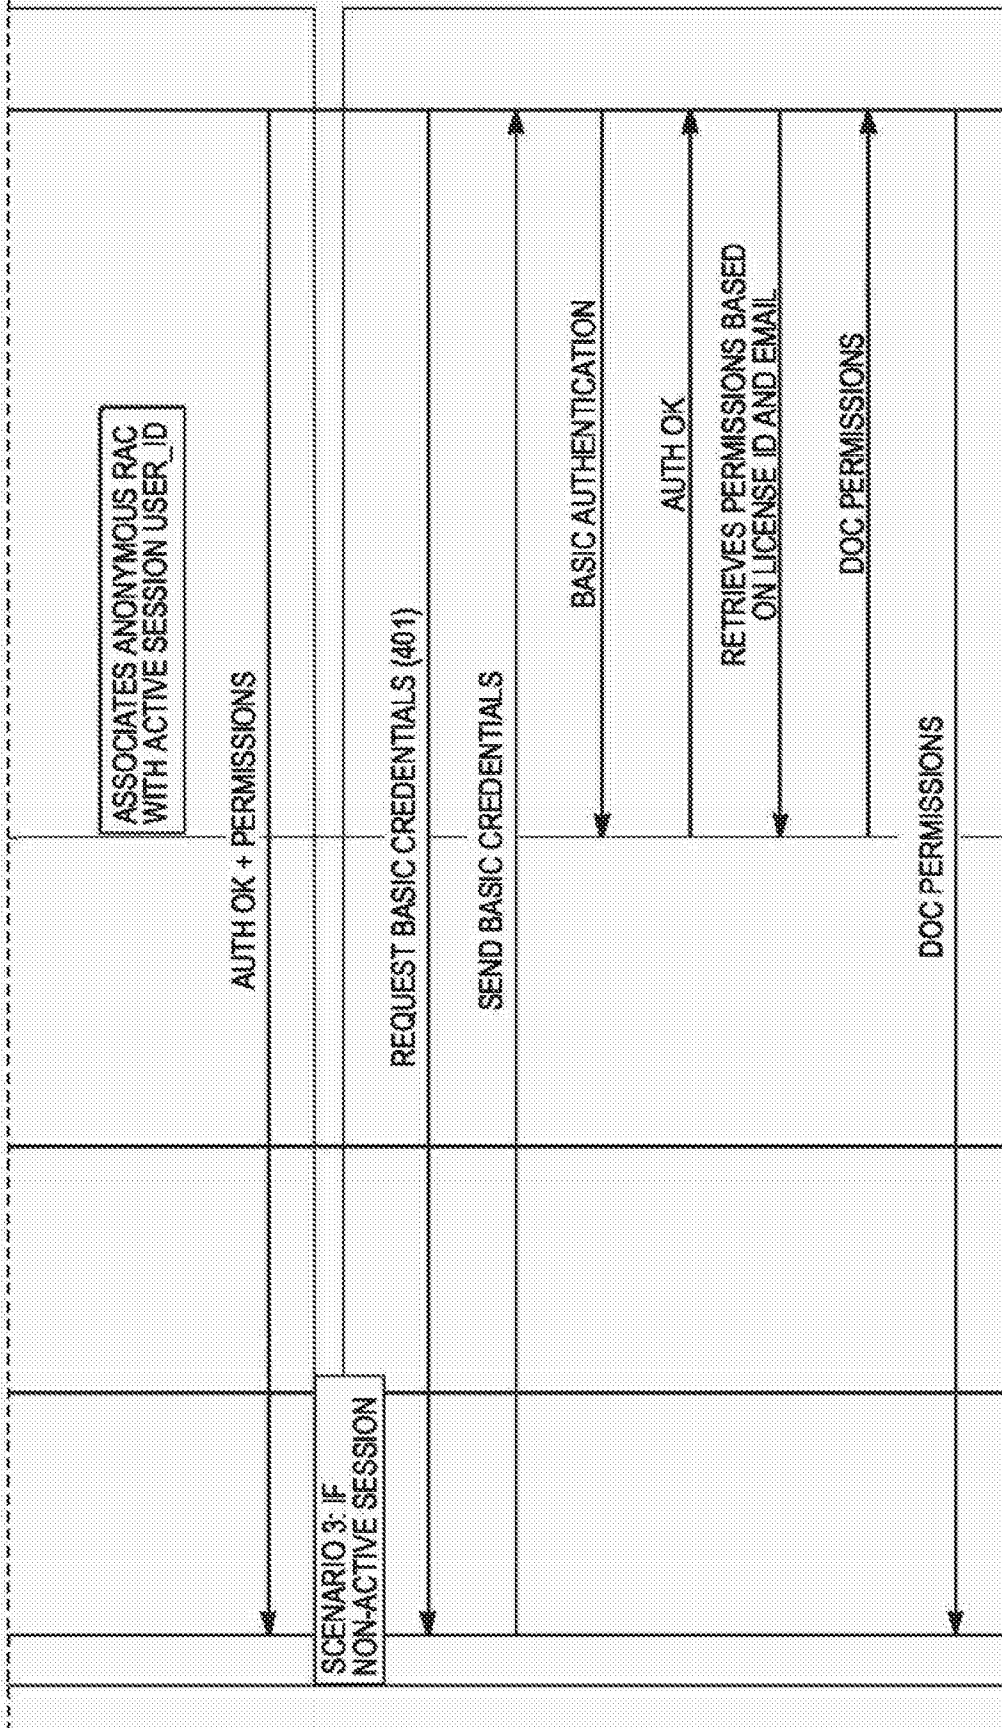 ASSOCIATES ANONYMOUS RAC
WITH ACTIVE SESSION USER_ID
AUTH OK + PERMISSIONS
SCENARIO 3: IF
NON-ACTIVE SESSION
REQUEST BASIC CREDENTIALS (401)
SEND BASIC CREDENTIALS
BASIC AUTHENTICATION
AUTH OK
RETRIEVES PERMISSIONS BASED
ON LICENSE ID AND EMAIL
DOC PERMISSIONS
DOC PERMISSIONS